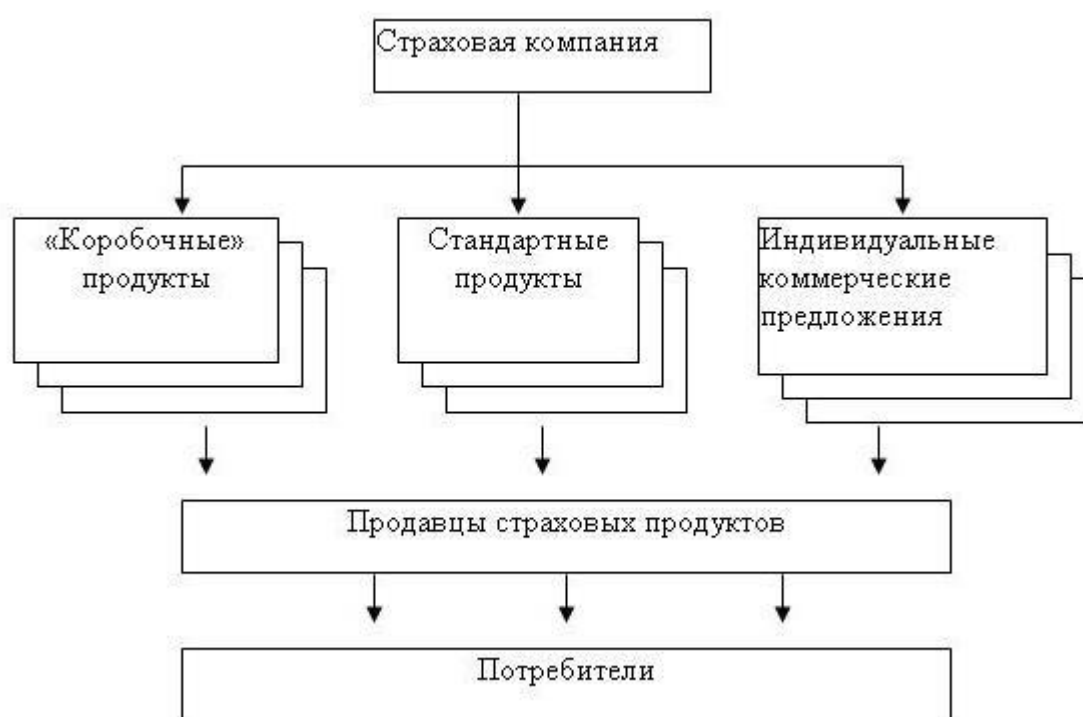 Страховая компания
«Коробочные»
продукты
Стандартные
продукты
Индивидуальные
коммерческие
предложения
Продавцы страховых продуктов
Потребители